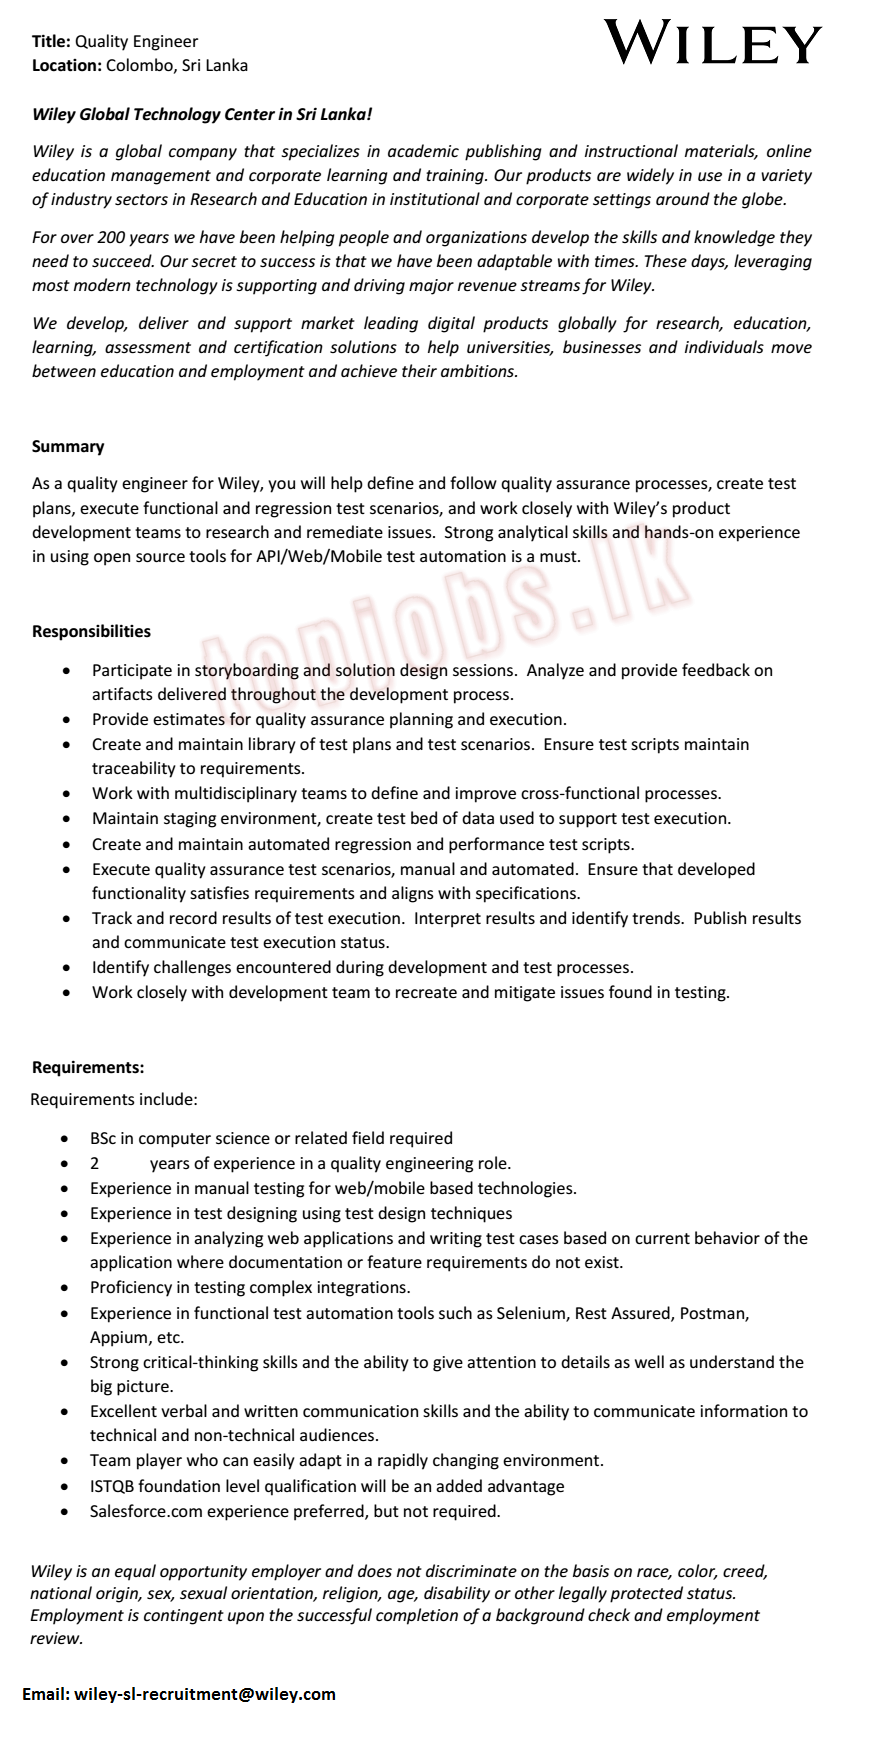 WILEY
Title: Quality Engineer
Location: Colombo, Sri Lanka
Wiley Global Technology Center in Sri Lanka!
Wiley is a global company that specializes in academic publishing and instructional materials, online
education management and corporate learning and training. Our products are widely in use in a variety
of industry sectors in Research and Education in institutional and corporate settings around the globe.
For over 200 years we have been helping people and organizations develop the skills and knowledge they
need to succeed. Our secret to success is that we have been adaptable with times. These days, leveraging
most modern technology is supporting and driving major revenue streams for Wiley.
We develop, deliver and support market leading digital products globally for research, education,
learning, assessment and certification solutions to help universities, businesses and individuals move
between education and employment and achieve their ambitions.
Summary
As a quality engineer for Wiley, you will help define and follow quality assurance processes, create test
plans, execute functional and regression test scenarios, and work closely with Wiley's product
development teams to research and remediate issues. Strong analytical skills and hands-on experience
in using open source tools for API/Web/Mobile test automation is a must.
topjobs.lk
Responsibilities
• Participate in storyboarding and solution design sessions. Analyze and provide feedback on
artifacts delivered throughout the development process.
• Provide estimates for quality assurance planning and execution.
• Create and maintain library of test plans and test scenarios. Ensure test scripts maintain
traceability to requirements.
• Work with multidisciplinary teams to define and improve cross-functional processes.
• Maintain staging environment, create test bed of data used to support test execution.
• Create and maintain automated regression and performance test scripts.
• Execute quality assurance test scenarios, manual and automated. Ensure that developed
functionality satisfies requirements and aligns with specifications.
• Track and record results of test execution. Interpret results and identify trends. Publish results
and communicate test execution status.
• Identify challenges encountered during development and test processes.
• Work closely with development team to recreate and mitigate issues found in testing.
Requirements:
Requirements include:
• BSc in computer science or related field required
• 2 years of experience in a quality engineering role.
• Experience in manual testing for web/mobile based technologies.
• Experience in test designing using test design techniques
• Experience in analyzing web applications and writing test cases based on current behavior of the
application where documentation or feature requirements do not exist.
• Proficiency in testing complex integrations.
• Experience in functional test automation tools such as Selenium, Rest Assured, Postman,
Appium, etc.
• Strong critical-thinking skills and the ability to give attention to details as well as understand the
big picture.
• Excellent verbal and written communication skills and the ability to communicate information to
technical and non-technical audiences.
• Team player who can easily adapt in a rapidly changing environment.
• ISTQB foundation level qualification will be an added advantage
• Salesforce.com experience preferred, but not required.
Wiley is an equal opportunity employer and does not discriminate on the basis on race, color, creed,
national origin, sex, sexual orientation, religion, age, disability or other legally protected status.
Employment is contingent upon the successful completion of a background check and employment
review.
Email: wiley-sl-recruitment@wiley.com